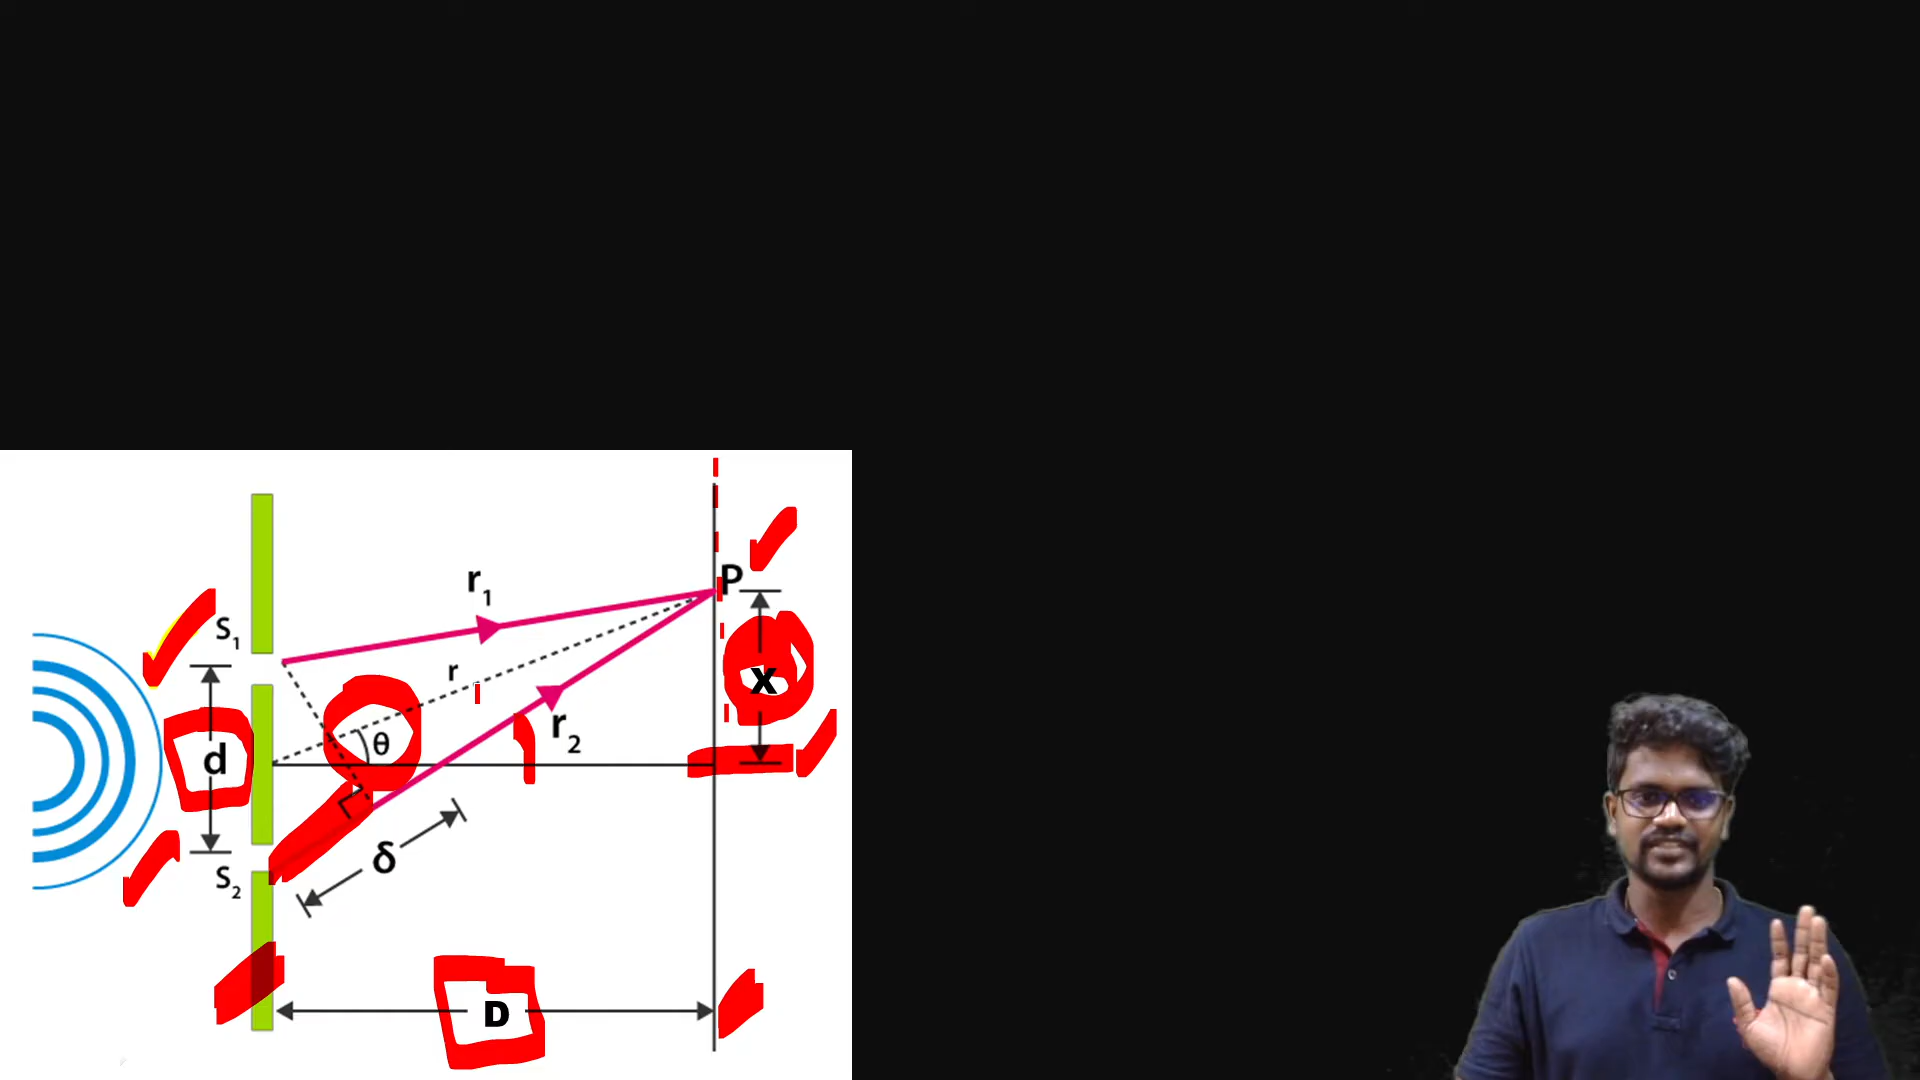 P
r₁
S₁
r
x
r₂
θ
d
δ
S₂
D